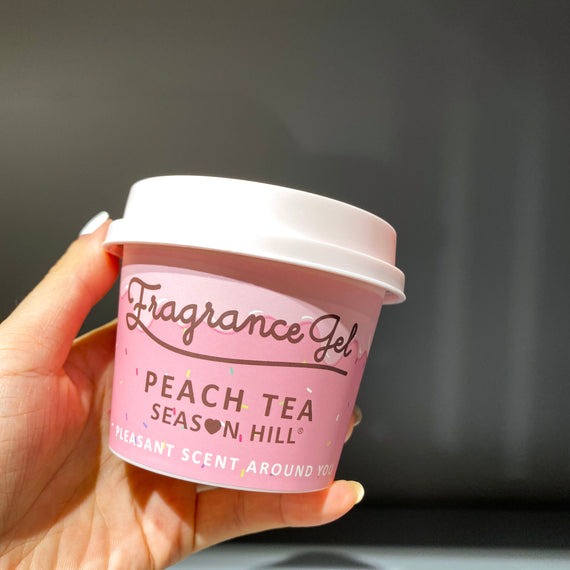 Fragrance Gel
PEACH TEA
SEASON HILL®
PLEASANT SCENT AROUND YOU